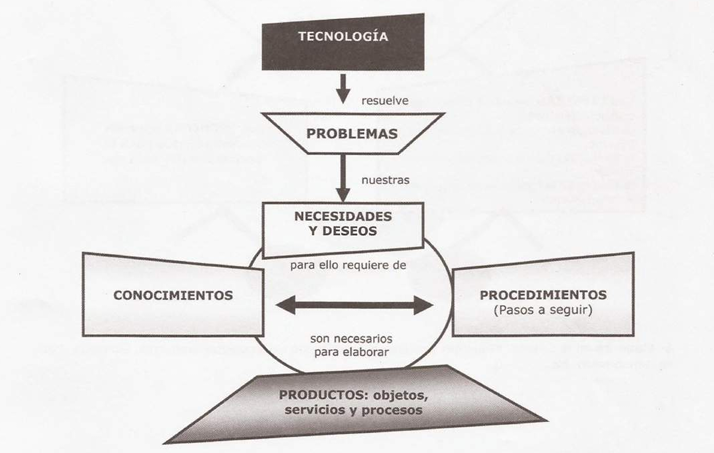 TECNOLOGÍA
resuelve
PROBLEMAS
nuestras
NECESIDADES
Y DESEOS
para ello requiere de
CONOCIMIENTOS
PROCEDIMIENTOS
(Pasos a seguir)
son necesarios
para elaborar
PRODUCTOS: objetos,
servicios y procesos